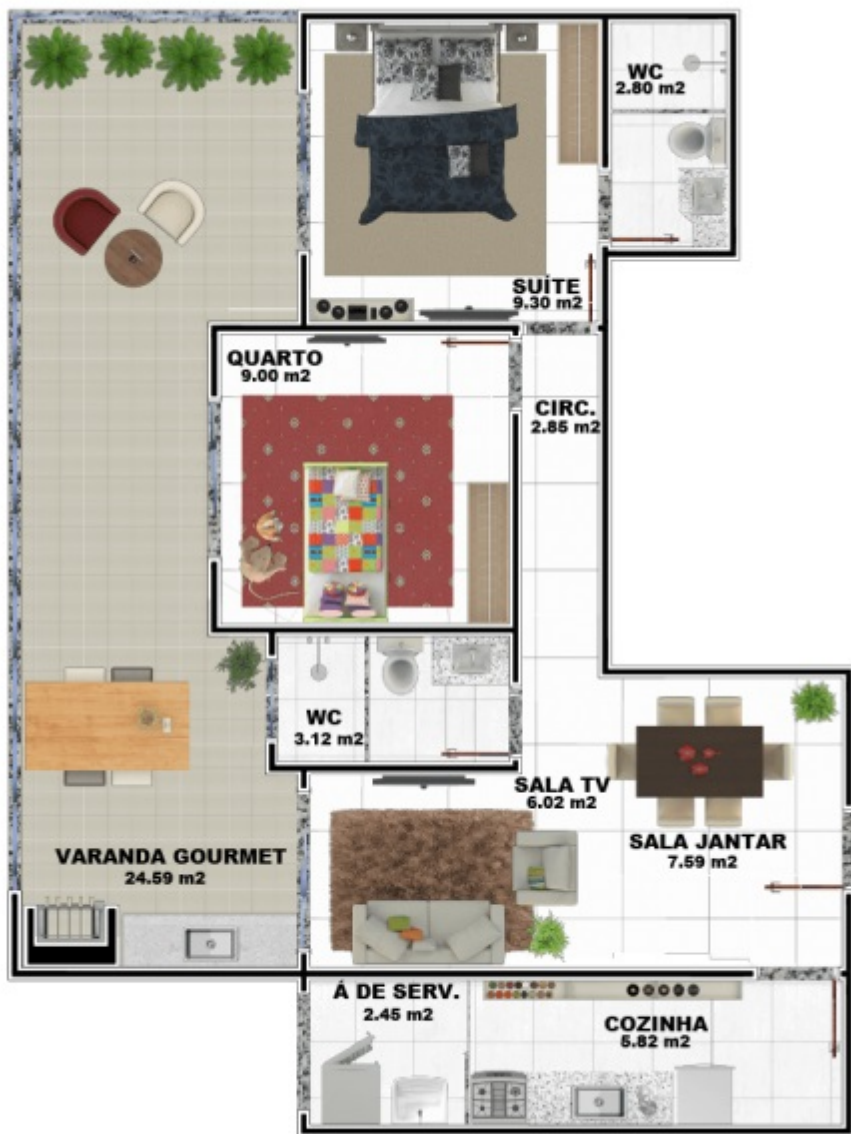 WC
2.80 m2
SUÍTE
9.30 m2
QUARTO
9.00 m2
CIRC.
2.85 m2
WC
3.12 m2
SALA TV
6.02 m2
SALA JANTAR
7.59 m2
VARANDA GOURMET
24.59 m2
Á DE SERV.
2.45 m2
COZINHA
5.82 m2